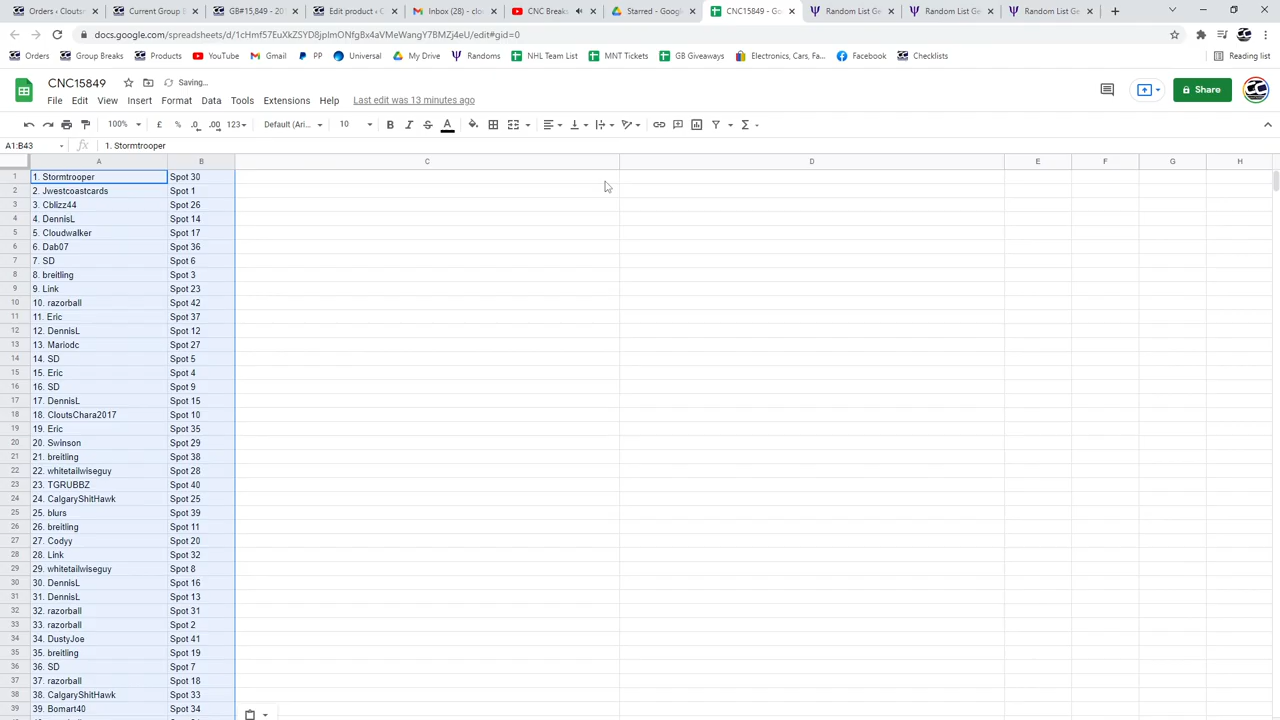 Orders ‹ Clouts
Current Group B
GB#15,849 - 201
Edit product ‹ C
Inbox (28) - clou
CNC Breaks
Starred - Google
CNC15849 - Go
Random List Ge
Random List Gen
Random List Ge
docs.google.com/spreadsheets/d/1cHmf57EuXkZSYD8jpImONfgBx4aVMeWangY7BMZj4eU/edit#gid=0
Orders
Group Breaks
Products
YouTube
Gmail
PP
Universal
My Drive
Randoms
NHL Team List
MNT Tickets
GB Giveaways
Electronics, Cars, Fa...
Facebook
Checklists
Reading list
CNC15849
Saving...
File Edit View Insert Format Data Tools Extensions Help Last edit was 13 minutes ago
Share
100% £ % .0 .00 123 Default (Ari... 10 B I S A
A1:B43 fx 1. Stormtrooper
A B C D E F G H
1 1. Stormtrooper Spot 30
2 2. Jwestcoastcards Spot 1
3 3. Cblizz44 Spot 26
4 4. DennisL Spot 14
5 5. Cloudwalker Spot 17
6 6. Dab07 Spot 36
7 7. SD Spot 6
8 8. breitling Spot 3
9 9. Link Spot 23
10 10. razorball Spot 42
11 11. Eric Spot 37
12 12. DennisL Spot 12
13 13. Mariodc Spot 27
14 14. SD Spot 5
15 15. Eric Spot 4
16 16. SD Spot 9
17 17. DennisL Spot 15
18 18. CloutsChara2017 Spot 10
19 19. Eric Spot 35
20 20. Swinson Spot 29
21 21. breitling Spot 38
22 22. whitetailwiseguy Spot 28
23 23. TGRUBBZ Spot 40
24 24. CalgaryShitHawk Spot 25
25 25. blurs Spot 39
26 26. breitling Spot 11
27 27. Codyy Spot 20
28 28. Link Spot 32
29 29. whitetailwiseguy Spot 8
30 30. DennisL Spot 16
31 31. DennisL Spot 13
32 32. razorball Spot 31
33 33. razorball Spot 2
34 34. DustyJoe Spot 41
35 35. breitling Spot 19
36 36. SD Spot 7
37 37. razorball Spot 18
38 38. CalgaryShitHawk Spot 33
39 39. Bomart40 Spot 34